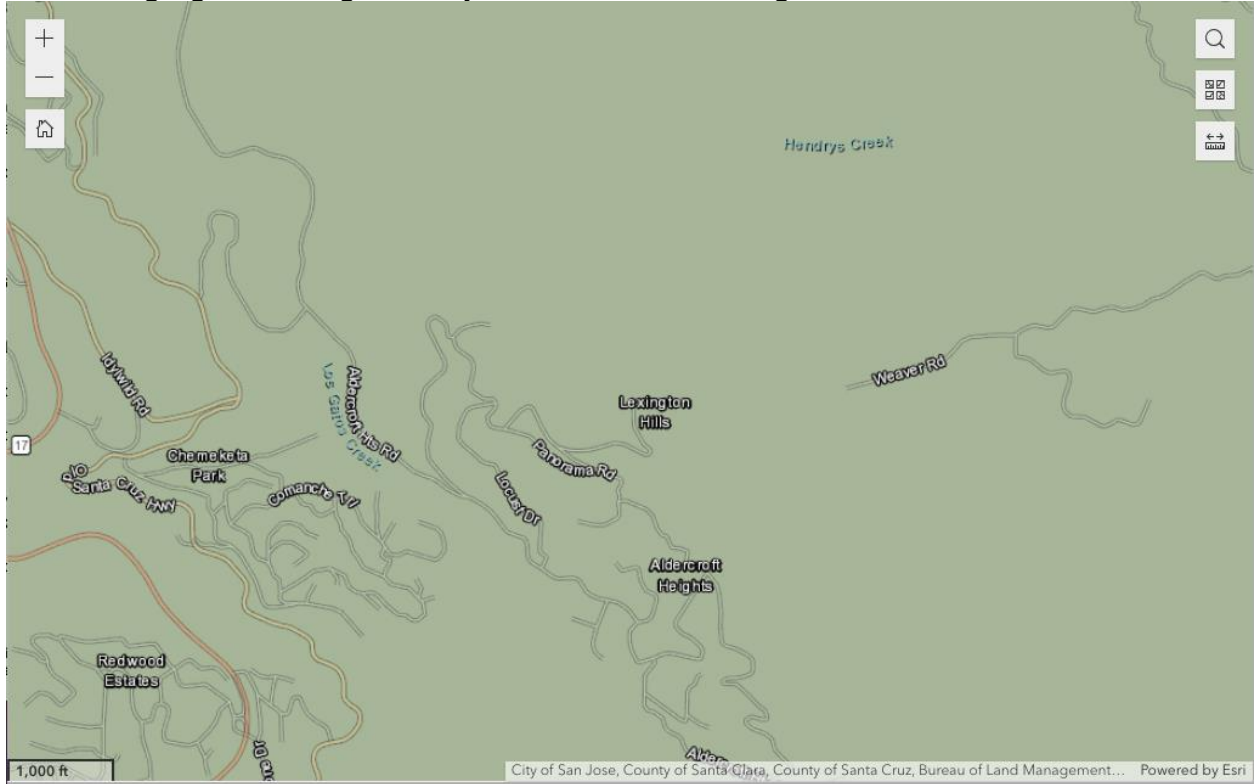 Hendrys Creek
Idylwild Rd
Los Gatos Creek
Aldercroft Hts Rd
Weaver Rd
Lexington
Hills
17
Chemeketa
Park
Panorama Rd
Old
Santa Cruz Hwy
Comanche Trl
Locust Dr
Aldercroft
Heights
Redwood
Estates
Dr
1,000 ft
City of San Jose, County of Santa Clara, County of Santa Cruz, Bureau of Land Management...
Powered by Esri